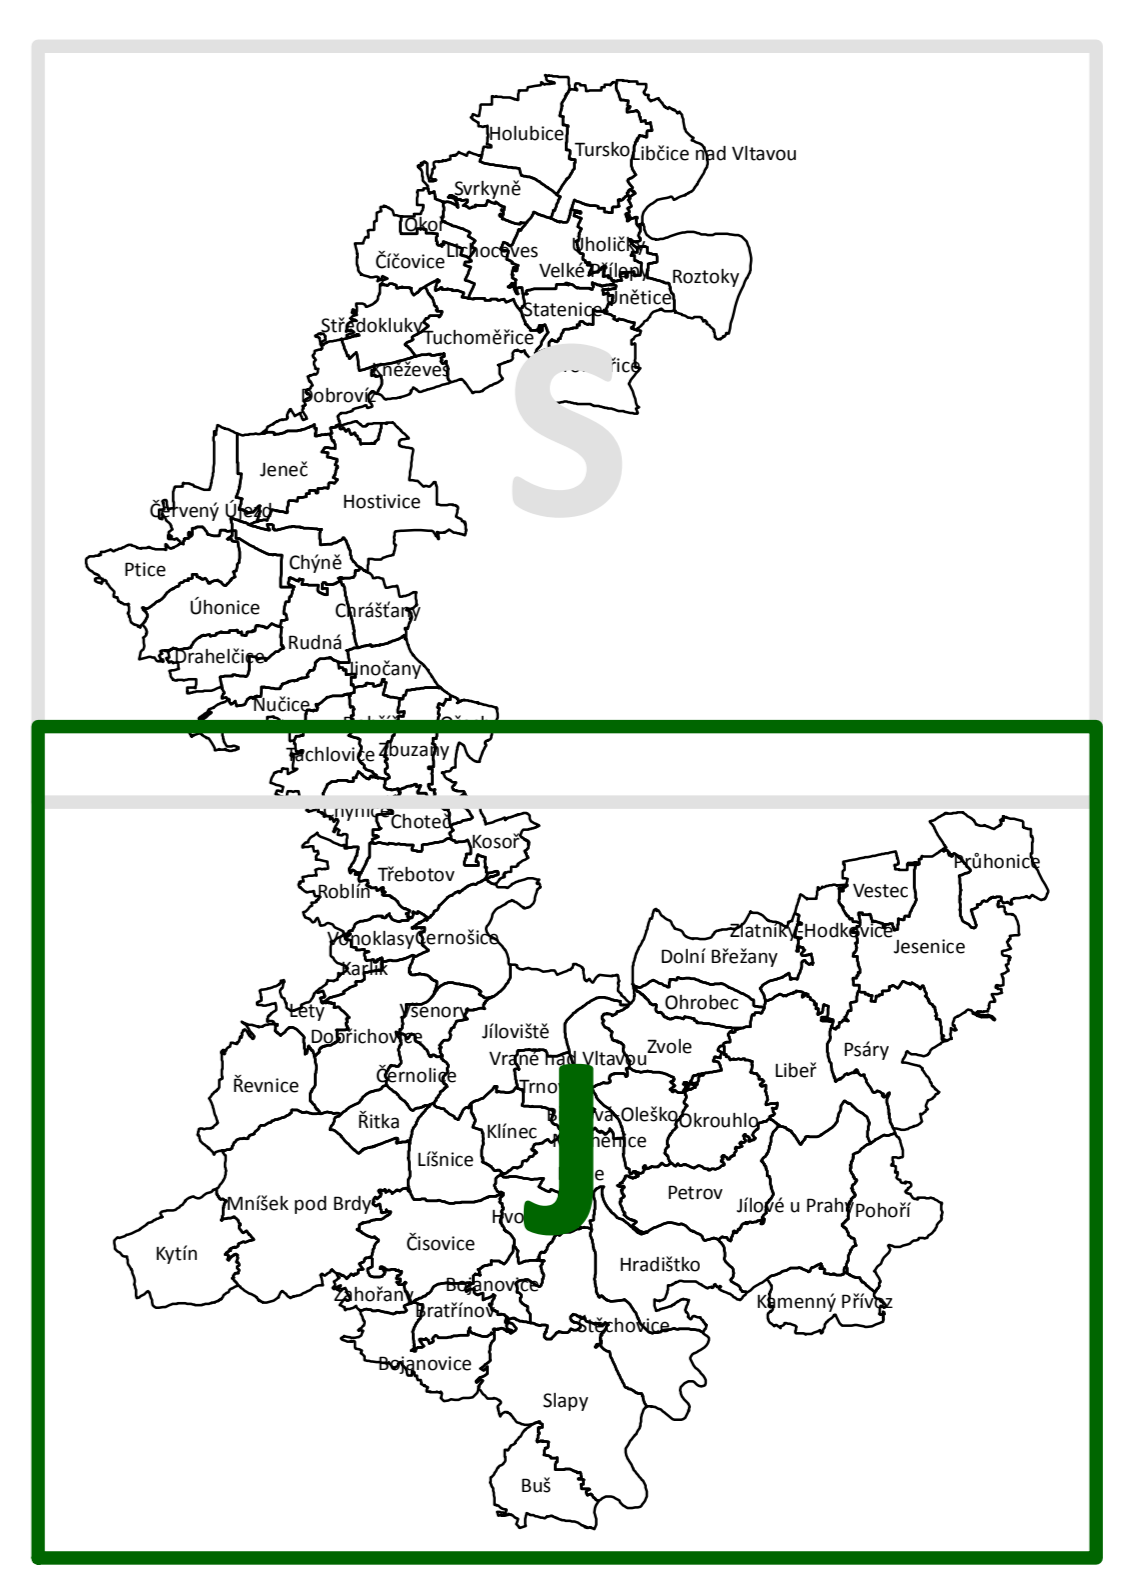 Holubice
Tursko
Libčice nad Vltavou
Svrkyně
Okoř
Lichoceves
Úholičky
Číčovice
Velké Přílepy
Roztoky
Únětice
Statenice
Středokluky
Tuchoměřice
Kněževes
Dobrovíz
S
Jeneč
Hostivice
Červený Újezd
Chýně
Ptice
Úhonice
Chrášťany
Rudná
Drahelčice
Jinočany
Nučice
Zbuzany
Tachlovice
Choteč
Kosoř
Průhonice
Třebotov
Vestec
Roblín
Zlatníky-Hodkovice
Vonoklasy
Černošice
Jesenice
Dolní Břežany
Karlík
Ohrobec
Lety
Všenory
Jíloviště
Dobřichovice
Zvole
Psáry
Vrané nad Vltavou
Libeř
Černolice
Řevnice
Řitka
Okrouhlo
Klínec
Líšnice
J
Petrov
Mníšek pod Brdy
Jílové u Prahy
Pohoří
Čisovice
Kytín
Hradištko
Bojanovice
Zahořany
Kamenný Přívoz
Bratřínov
Štěchovice
Bojanovice
Slapy
Buš